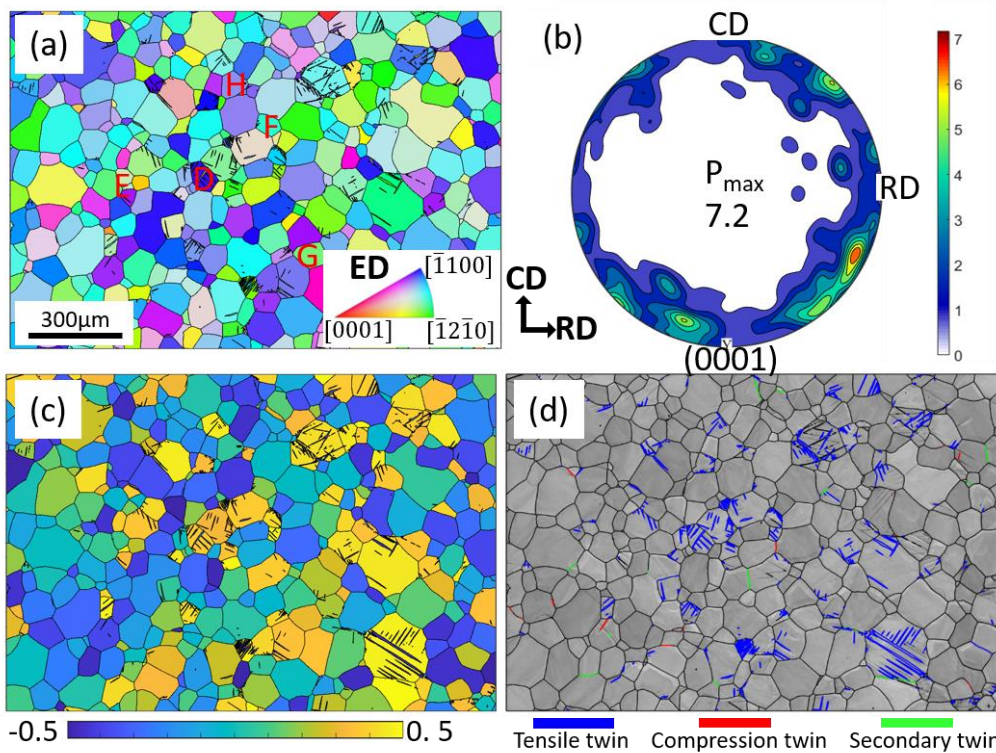 (a)
H
F
E
D
G
300μm
ED
[1̅100]
[0001]
[1̅21̅0]
(b)
CD
7
6
5
4
3
2
1
0
P max
7.2
RD
CD
RD
(0001)
(c)
-0.5
0. 5
(d)
Tensile twin
Compression twin
Secondary twin